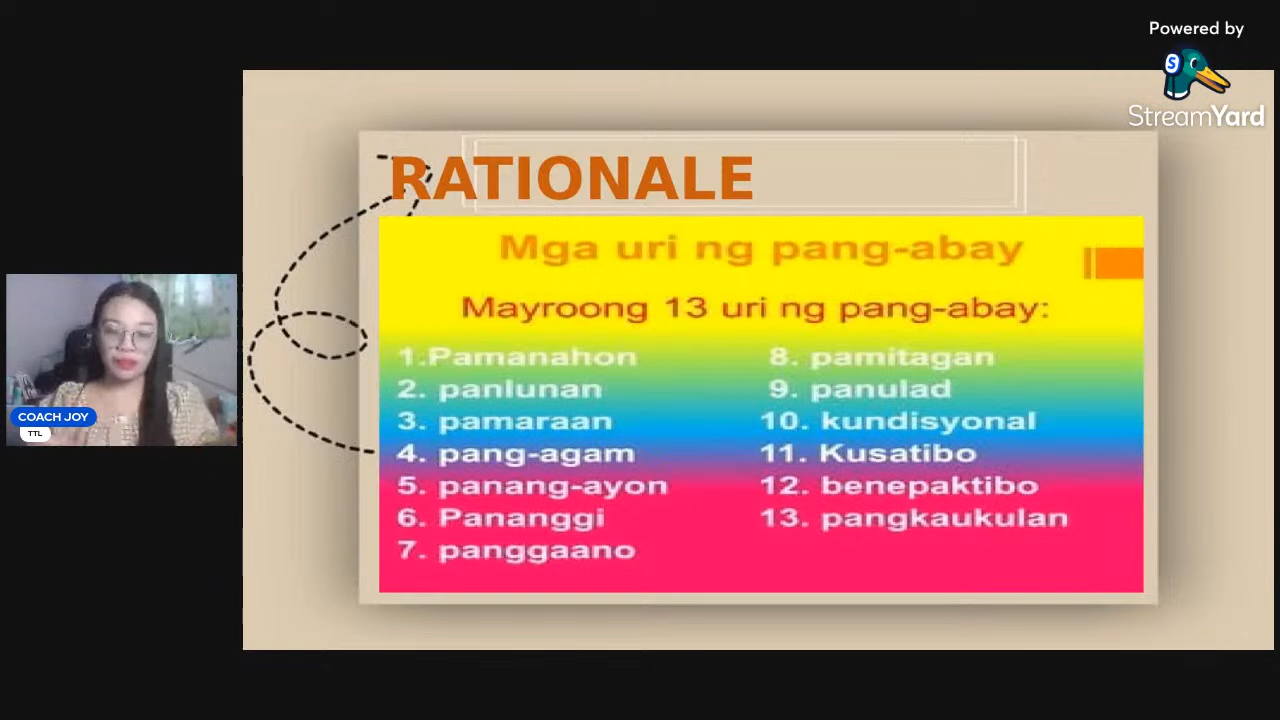 Powered by
StreamYard
RATIONALE
Mga uri ng pang-abay
Mayroong 13 uri ng pang-abay:
1.Pamanahon
2. panlunan
3. pamaraan
4. pang-agam
5. panang-ayon
6. Pananggi
7. panggaano
8. pamitagan
9. panulad
10. kundisyonal
11. Kusatibo
12. benepaktibo
13. pangkaukulan
COACH JOY
TTL